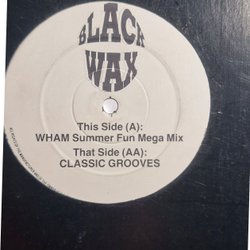 BLACK
WAX
This Side (A):
WHAM Summer Fun Mega Mix
That Side (AA):
CLASSIC GROOVES